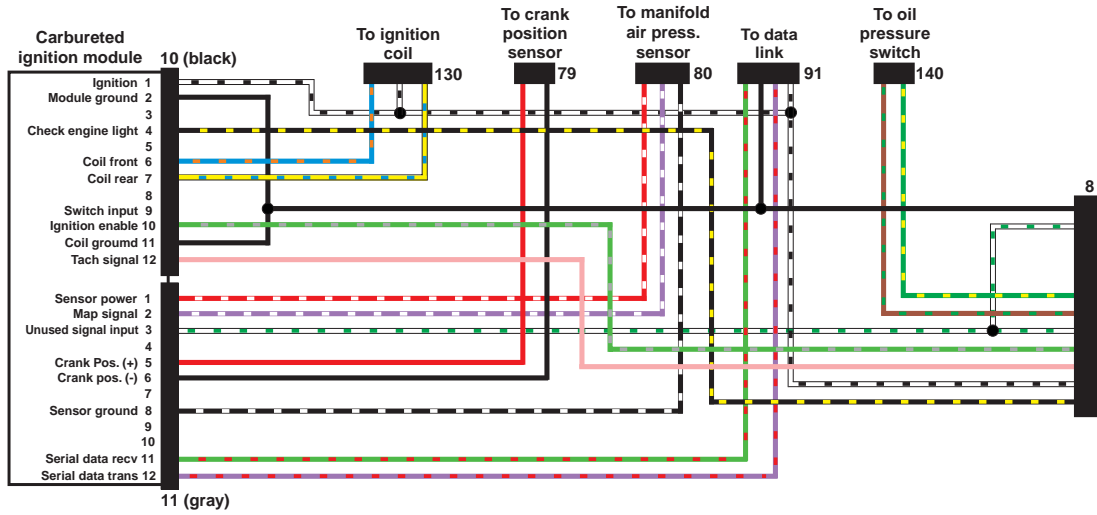 Carbureted
ignition module
10 (black)
To ignition
coil
130
To crank
position
sensor
79
To manifold
air press.
sensor
80
To data
link
91
To oil
pressure
switch
140
8
Ignition 1
Module ground 2
3
Check engine light 4
5
Coil front 6
Coil rear 7
8
Switch input 9
Ignition enable 10
Coil groumd 11
Tach signal 12
Sensor power 1
Map signal 2
Unused signal input 3
4
Crank Pos. (+) 5
Crank pos. (-) 6
7
Sensor ground 8
9
10
Serial data recv 11
Serial data trans 12
11 (gray)